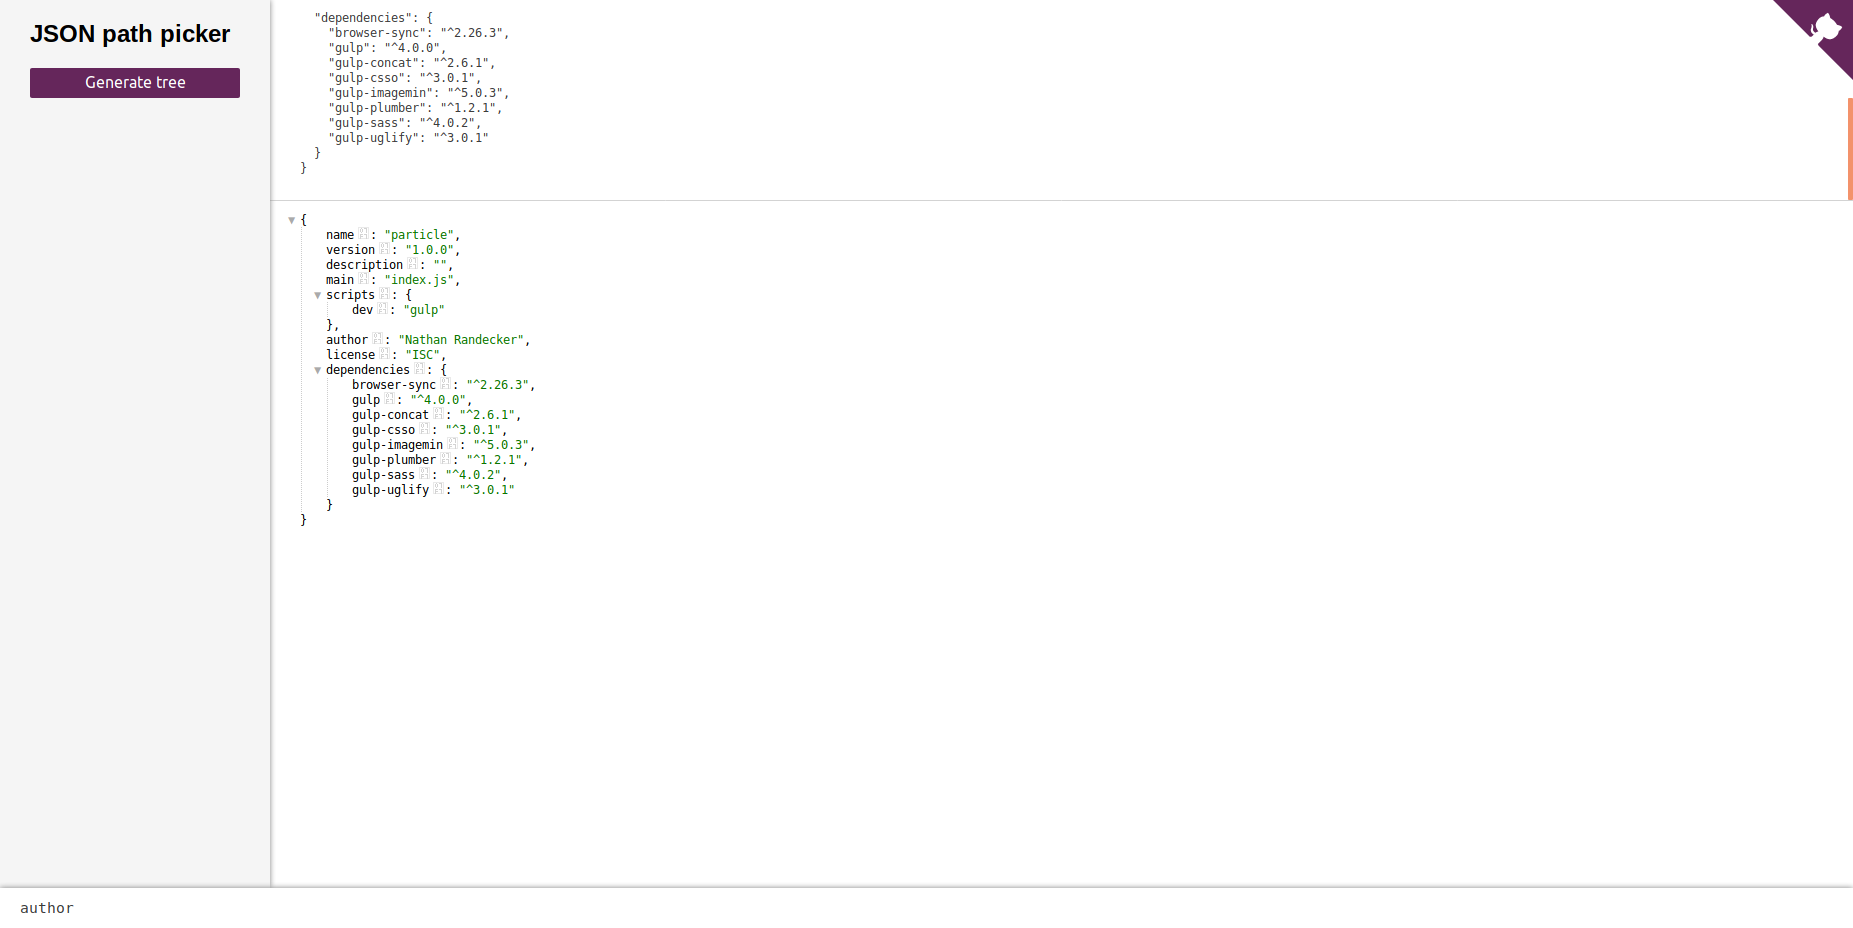 JSON path picker
Generate tree
"dependencies": {
"browser-sync": "^2.26.3",
"gulp": "^4.0.0",
"gulp-concat": "^2.6.1",
"gulp-csso": "^3.0.1",
"gulp-imagemin": "^5.0.3",
"gulp-plumber": "^1.2.1",
"gulp-sass": "^4.0.2",
"gulp-uglify": "^3.0.1"
}
}
{
name : "particle",
version : "1.0.0",
description : "",
main : "index.js",
scripts : {
dev : "gulp"
},
author : "Nathan Randecker",
license : "ISC",
dependencies : {
browser-sync : "^2.26.3",
gulp : "^4.0.0",
gulp-concat : "^2.6.1",
gulp-csso : "^3.0.1",
gulp-imagemin : "^5.0.3",
gulp-plumber : "^1.2.1",
gulp-sass : "^4.0.2",
gulp-uglify : "^3.0.1"
}
}
author